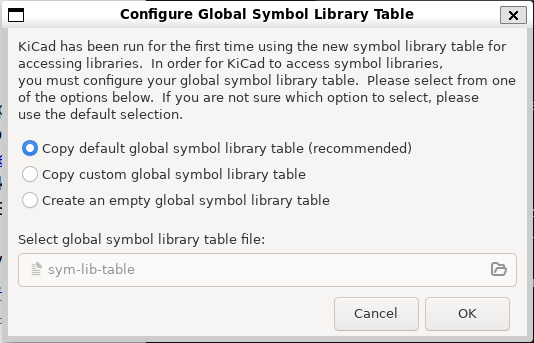 Configure Global Symbol Library Table
KiCad has been run for the first time using the new symbol library table for
accessing libraries.  In order for KiCad to access symbol libraries,
you must configure your global symbol library table.  Please select from one
of the options below.  If you are not sure which option to select, please
use the default selection.
Copy default global symbol library table (recommended)
Copy custom global symbol library table
Create an empty global symbol library table
Select global symbol library table file:
sym-lib-table
Cancel
OK